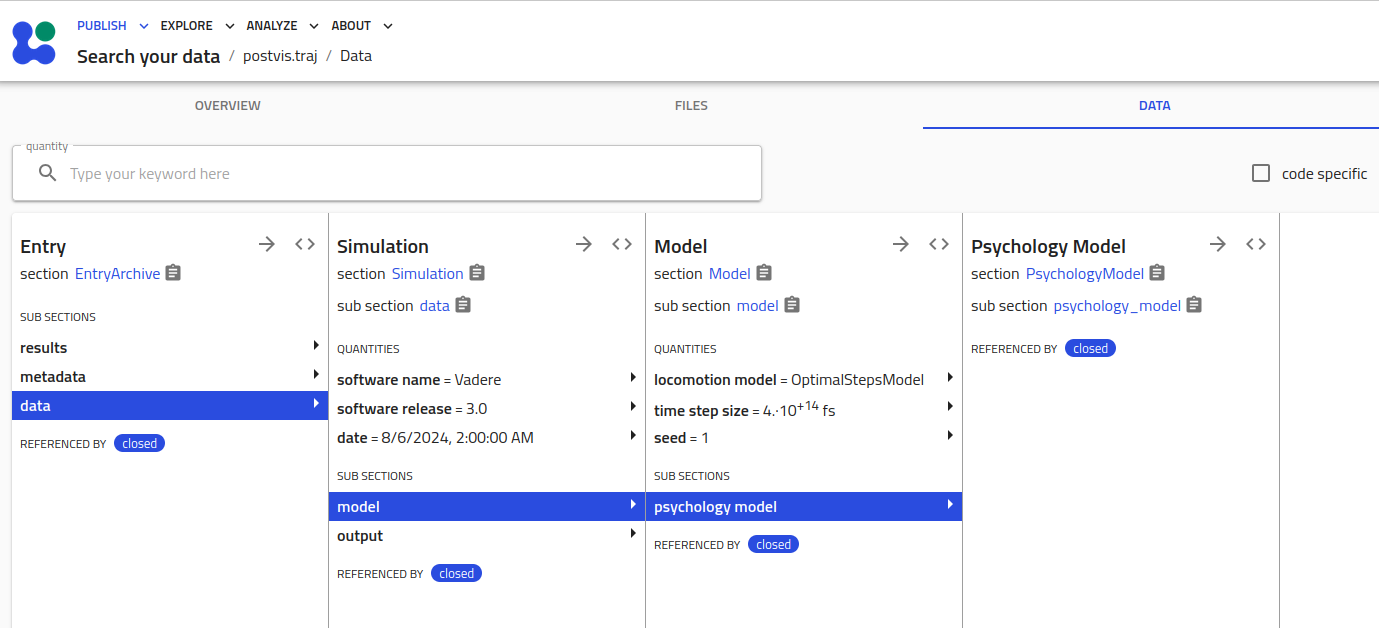 PUBLISH EXPLORE ANALYZE ABOUT
Search your data / postvis.traj / Data
OVERVIEW FILES DATA
quantity
Type your keyword here
code specific
Entry <>
section EntryArchive
SUB SECTIONS
results
metadata
data
REFERENCED BY closed
Simulation <>
section Simulation
sub section data
QUANTITIES
software name = Vadere
software release = 3.0
date = 8/6/2024, 2:00:00 AM
SUB SECTIONS
model
output
REFERENCED BY closed
Model <>
section Model
sub section model
QUANTITIES
locomotion model = OptimalStepsModel
time step size = 4.·10⁺¹⁴ fs
seed = 1
SUB SECTIONS
psychology model
REFERENCED BY closed
Psychology Model <>
section PsychologyModel
sub section psychology_model
REFERENCED BY closed